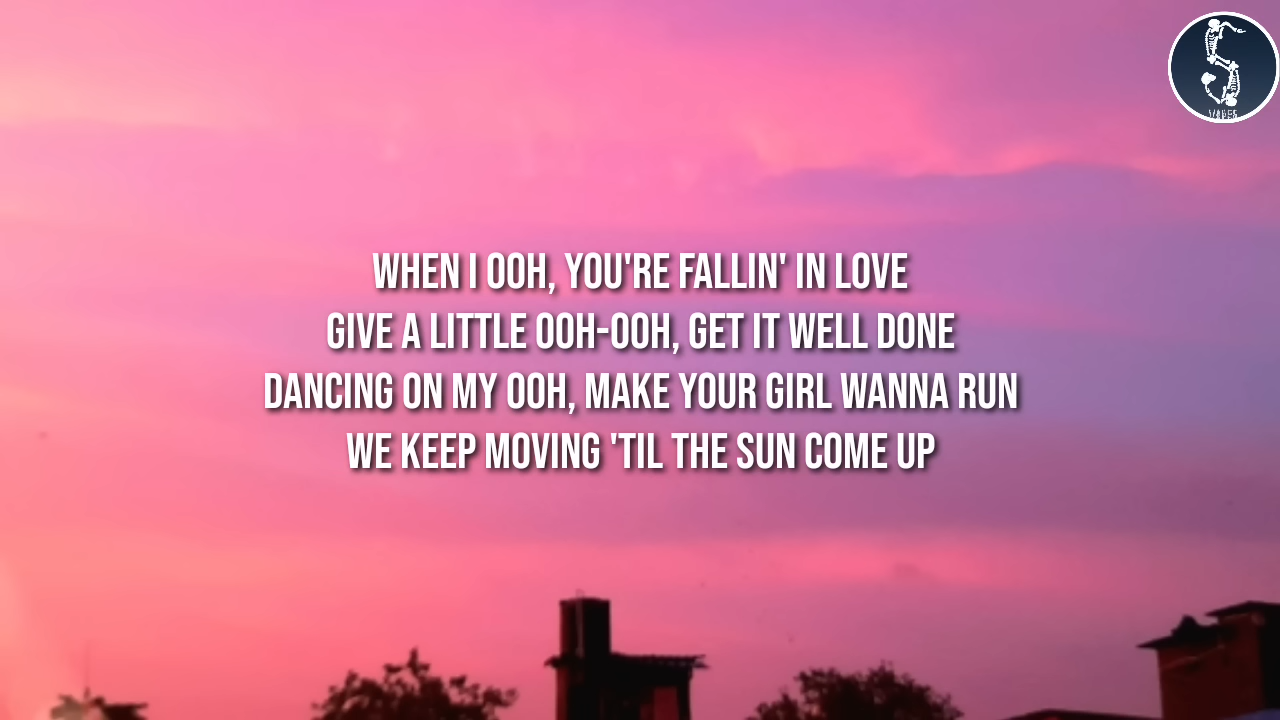 WHEN I OOH, YOU'RE FALLIN' IN LOVE
GIVE A LITTLE OOH-OOH, GET IT WELL DONE
DANCING ON MY OOH, MAKE YOUR GIRL WANNA RUN
WE KEEP MOVING 'TIL THE SUN COME UP